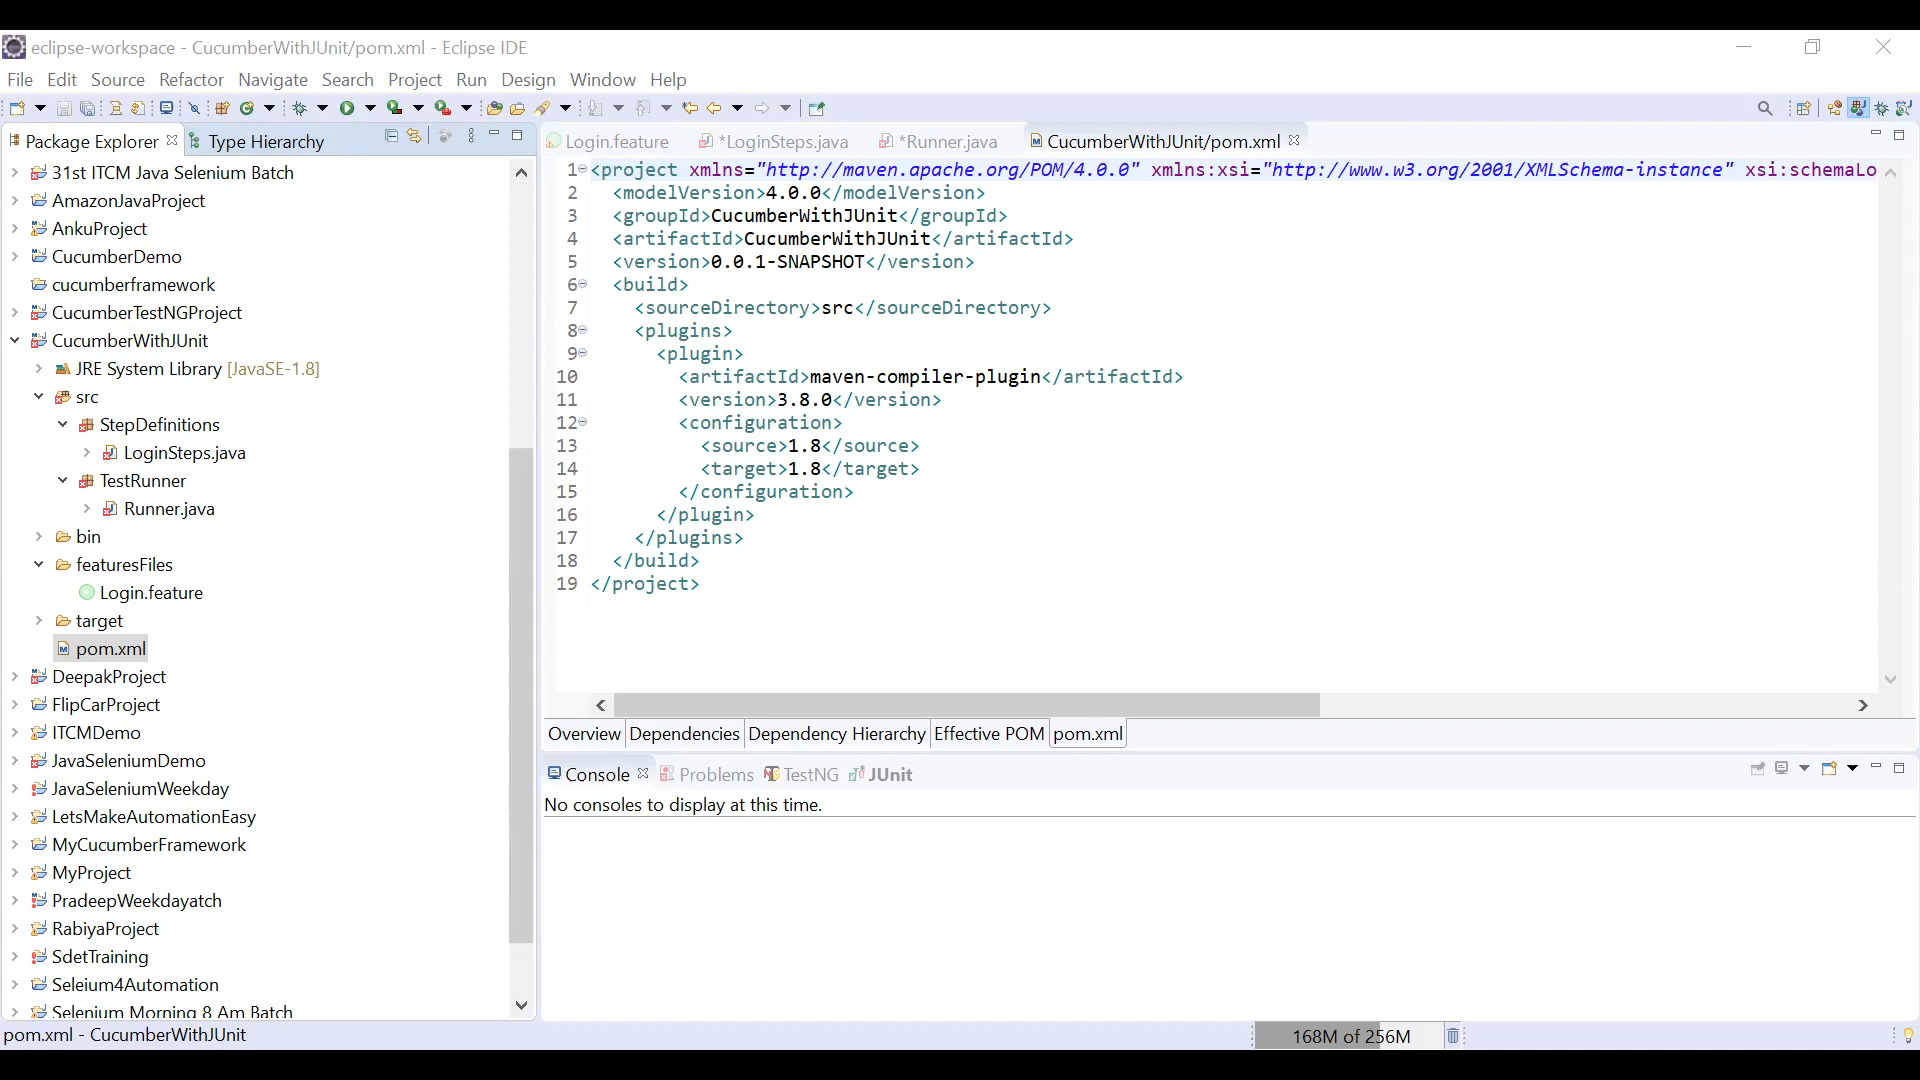 eclipse-workspace - CucumberWithJUnit/pom.xml - Eclipse IDE
File Edit Source Refactor Navigate Search Project Run Design Window Help
Package Explorer
Type Hierarchy
31st ITCM Java Selenium Batch
AmazonJavaProject
AnkuProject
CucumberDemo
cucumberframework
CucumberTestNGProject
CucumberWithJUnit
JRE System Library [JavaSE-1.8]
src
StepDefinitions
LoginSteps.java
TestRunner
Runner.java
bin
featuresFiles
Login.feature
target
pom.xml
DeepakProject
FlipCarProject
ITCMDemo
JavaSeleniumDemo
JavaSeleniumWeekday
LetsMakeAutomationEasy
MyCucumberFramework
MyProject
PradeepWeekdayatch
RabiyaProject
SdetTraining
Seleium4Automation
Selenium Morning 8 Am Batch
Login.feature *LoginSteps.java *Runner.java CucumberWithJUnit/pom.xml
1 <project xmlns="http://maven.apache.org/POM/4.0.0" xmlns:xsi="http://www.w3.org/2001/XMLSchema-instance" xsi:schemaLo
2 <modelVersion>4.0.0</modelVersion>
3 <groupId>CucumberWithJUnit</groupId>
4 <artifactId>CucumberWithJUnit</artifactId>
5 <version>0.0.1-SNAPSHOT</version>
6 <build>
7 <sourceDirectory>src</sourceDirectory>
8 <plugins>
9 <plugin>
10 <artifactId>maven-compiler-plugin</artifactId>
11 <version>3.8.0</version>
12 <configuration>
13 <source>1.8</source>
14 <target>1.8</target>
15 </configuration>
16 </plugin>
17 </plugins>
18 </build>
19 </project>
Overview Dependencies Dependency Hierarchy Effective POM pom.xml
Console Problems TestNG JUnit
No consoles to display at this time.
pom.xml - CucumberWithJUnit
168M of 256M